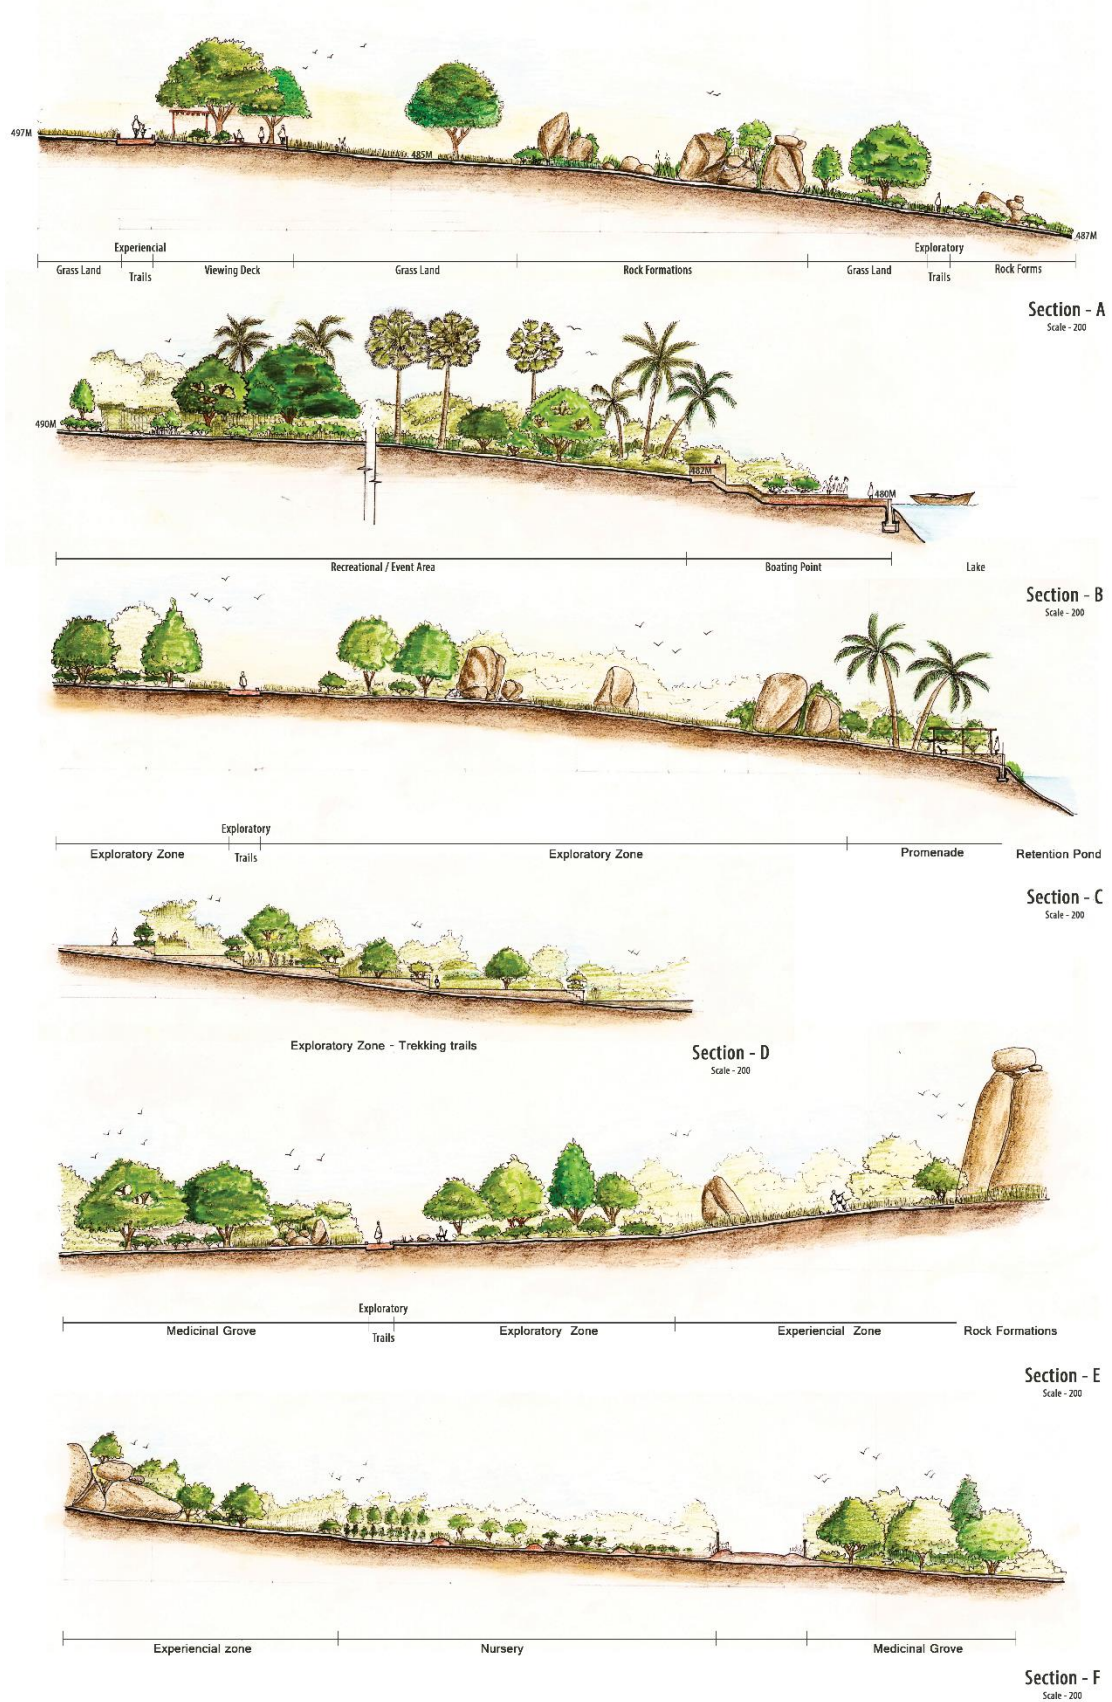 497M
485M
487M
Experiencial
Exploratory
Grass Land
Trails
Viewing Deck
Grass Land
Rock Formations
Grass Land
Trails
Rock Forms
Section - A
Scale - 200
490M
482M
480M
Recreational / Event Area
Boating Point
Lake
Section - B
Scale - 200
Exploratory
Exploratory Zone
Trails
Exploratory Zone
Promenade
Retention Pond
Section - C
Scale - 200
Exploratory Zone - Trekking trails
Section - D
Scale - 200
Exploratory
Medicinal Grove
Trails
Exploratory Zone
Experiencial Zone
Rock Formations
Section - E
Scale - 200
Experiencial zone
Nursery
Medicinal Grove
Section - F
Scale - 200